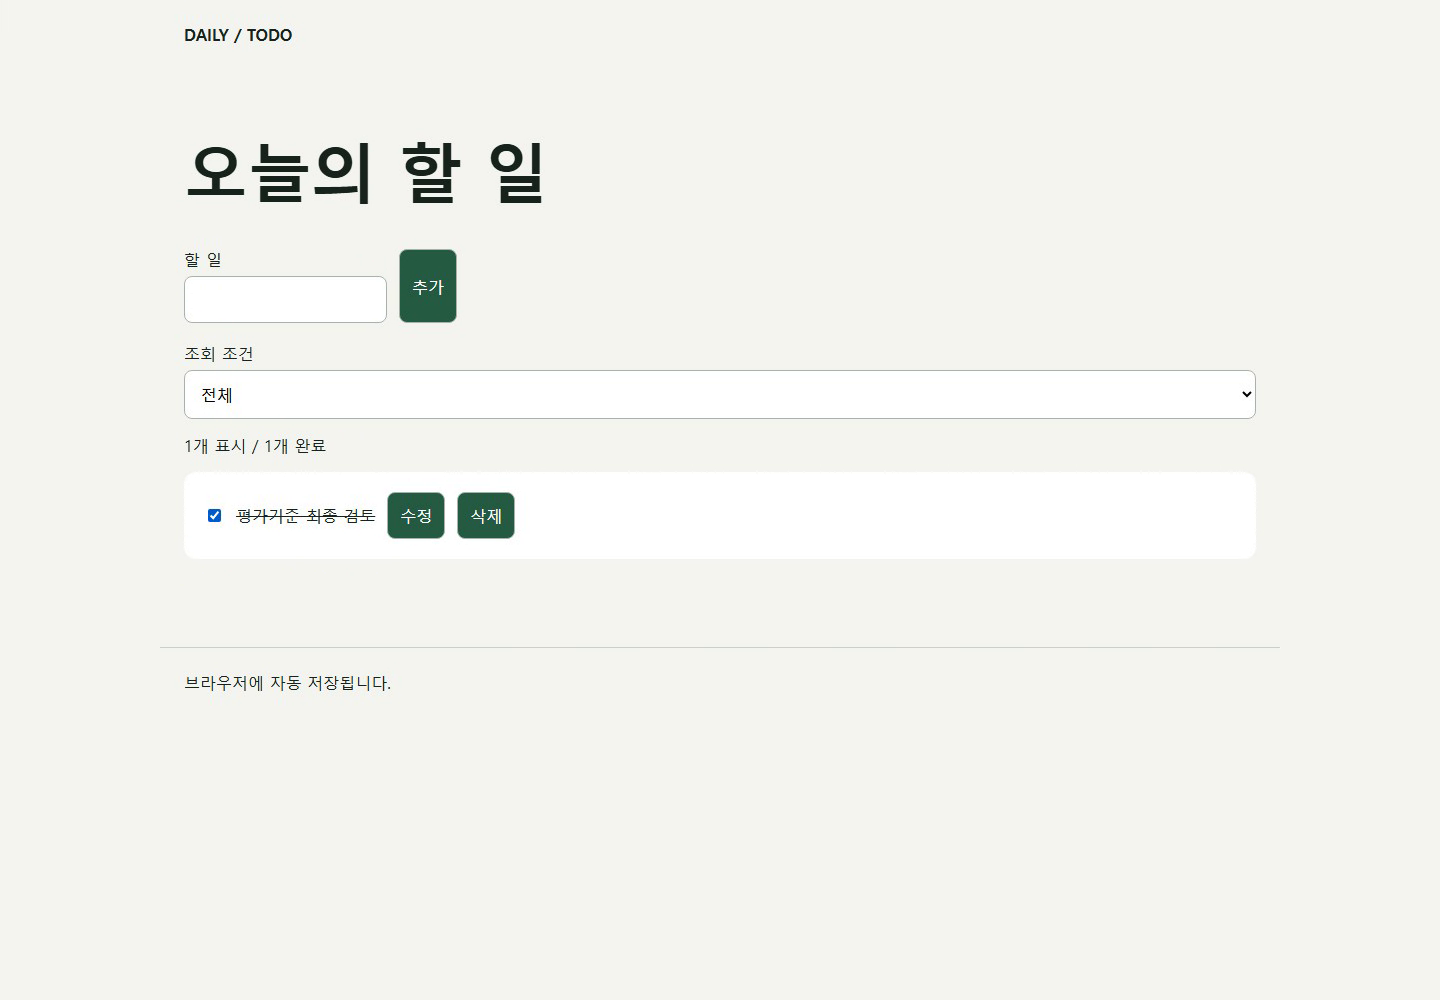 DAILY / TODO
오늘의 할 일
할 일
추가
조회 조건
전체
1개 표시 / 1개 완료
평가기준 최종 검토 수정 삭제
브라우저에 자동 저장됩니다.